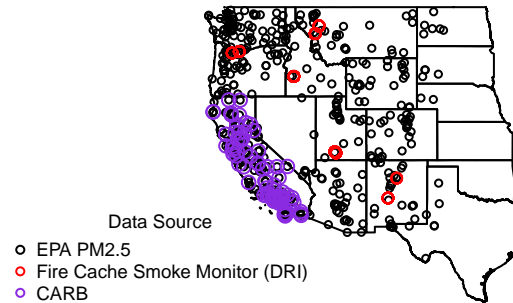 Data Source
EPA PM2.5
Fire Cache Smoke Monitor (DRI)
CARB